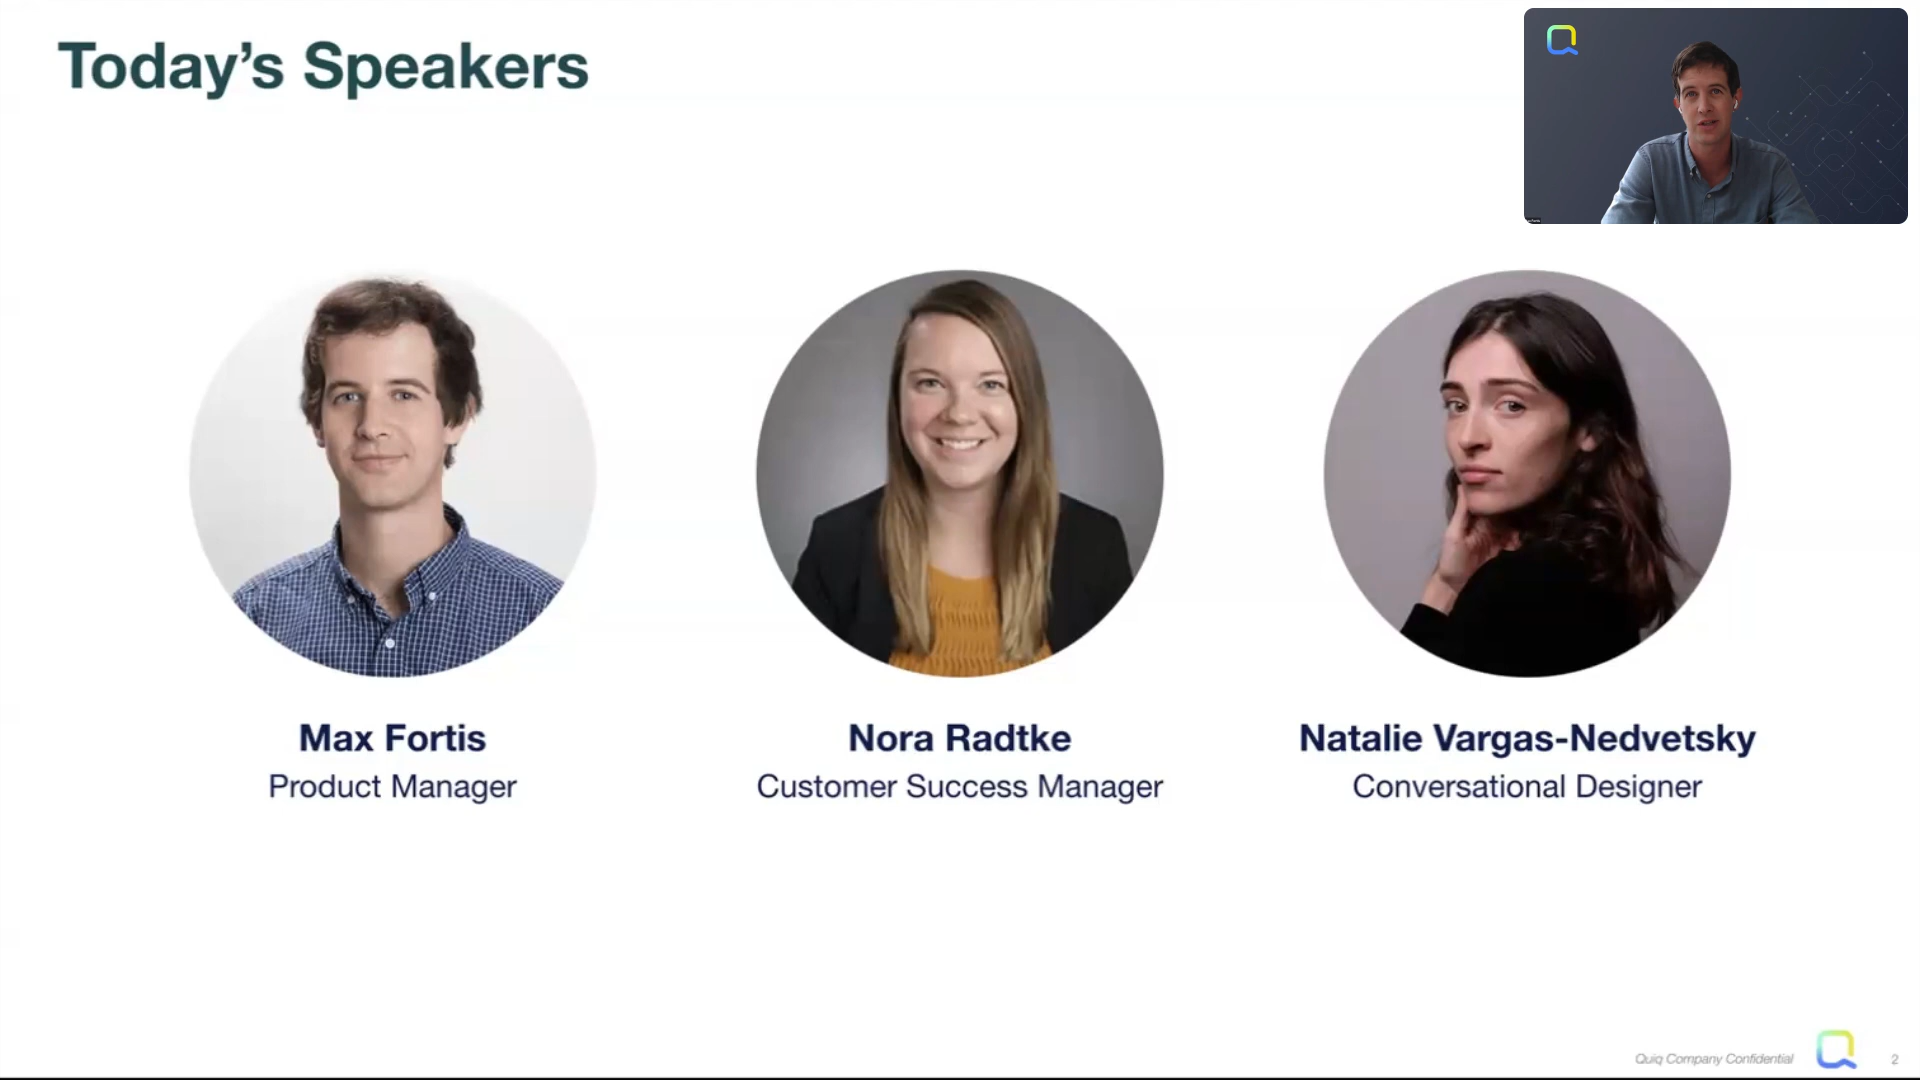 Today’s Speakers
Max Fortis
Product Manager
Nora Radtke
Customer Success Manager
Natalie Vargas-Nedvetsky
Conversational Designer
Quiq Company Confidential
2